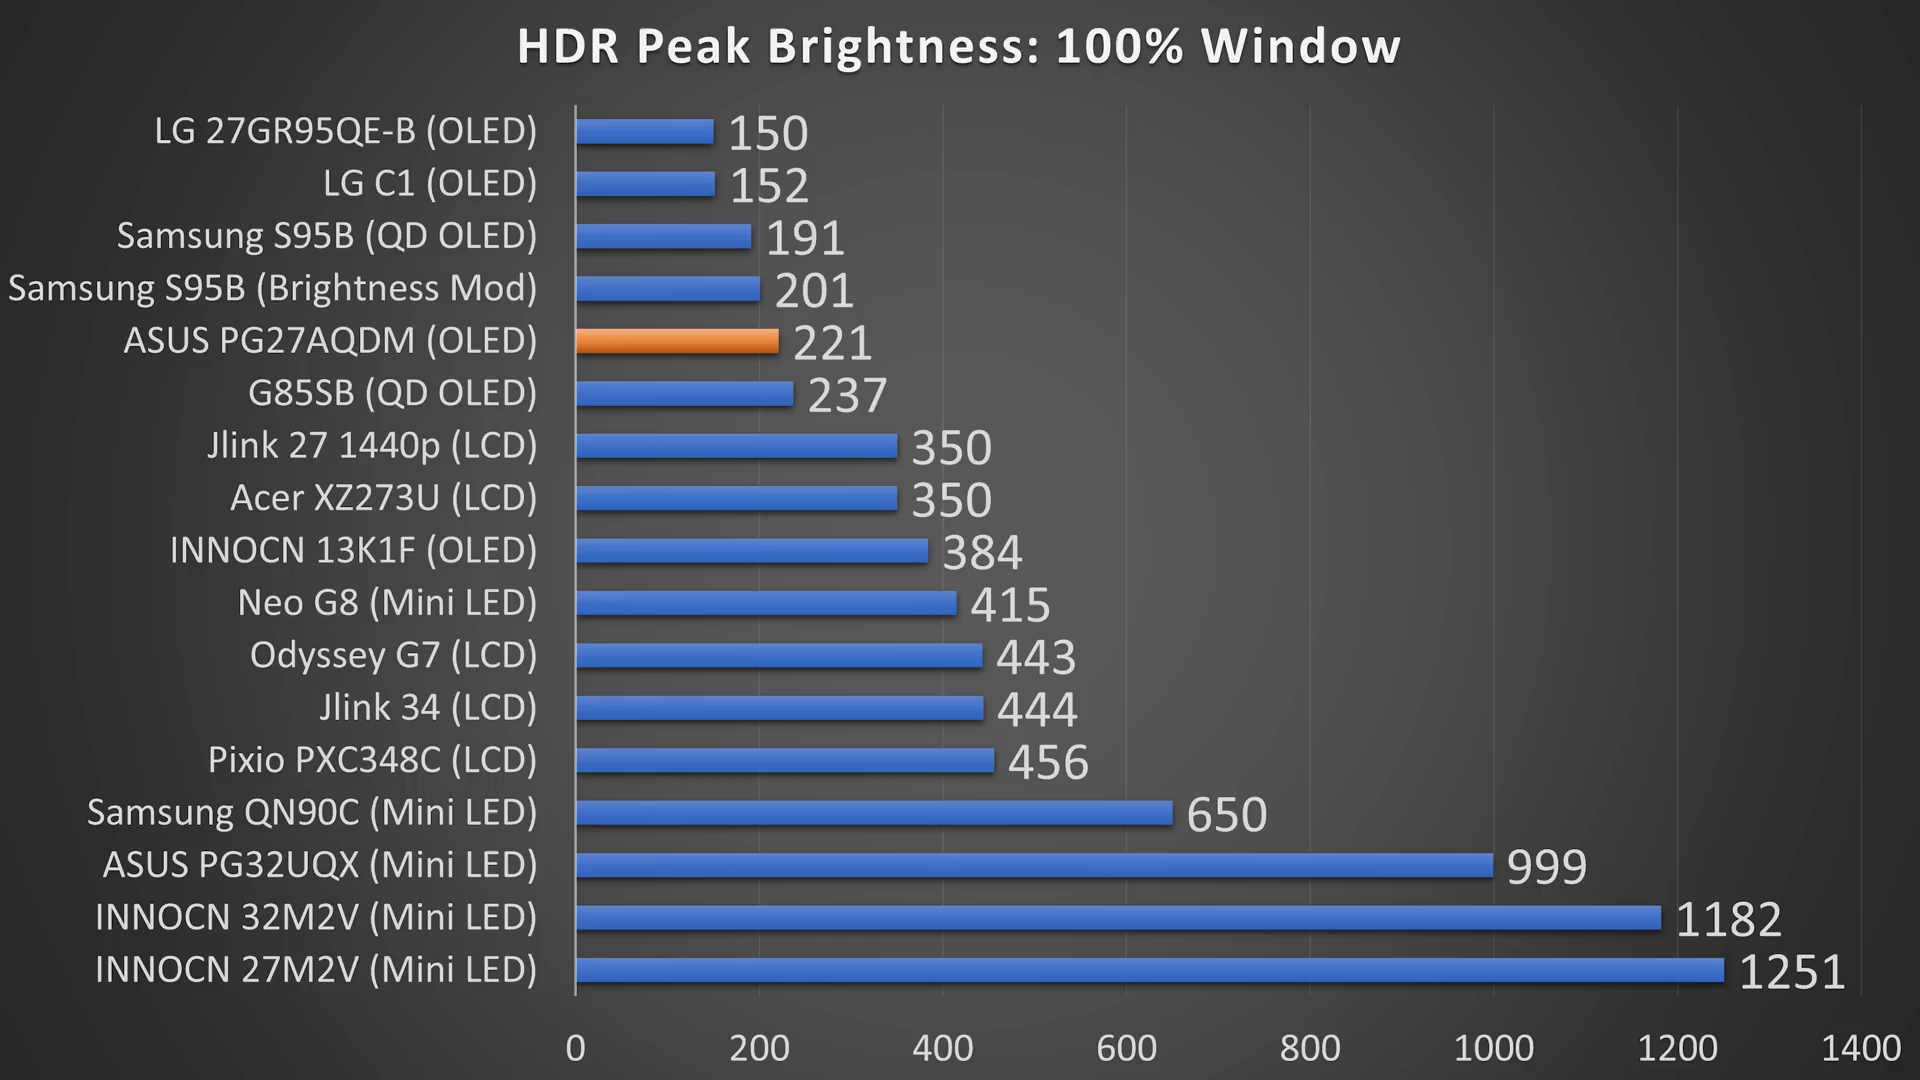 HDR Peak Brightness: 100% Window
LG 27GR95QE-B (OLED) 150
LG C1 (OLED) 152
Samsung S95B (QD OLED) 191
Samsung S95B (Brightness Mod) 201
ASUS PG27AQDM (OLED) 221
G85SB (QD OLED) 237
Jlink 27 1440p (LCD) 350
Acer XZ273U (LCD) 350
INNOCN 13K1F (OLED) 384
Neo G8 (Mini LED) 415
Odyssey G7 (LCD) 443
Jlink 34 (LCD) 444
Pixio PXC348C (LCD) 456
Samsung QN90C (Mini LED) 650
ASUS PG32UQX (Mini LED) 999
INNOCN 32M2V (Mini LED) 1182
INNOCN 27M2V (Mini LED) 1251
0 200 400 600 800 1000 1200 1400